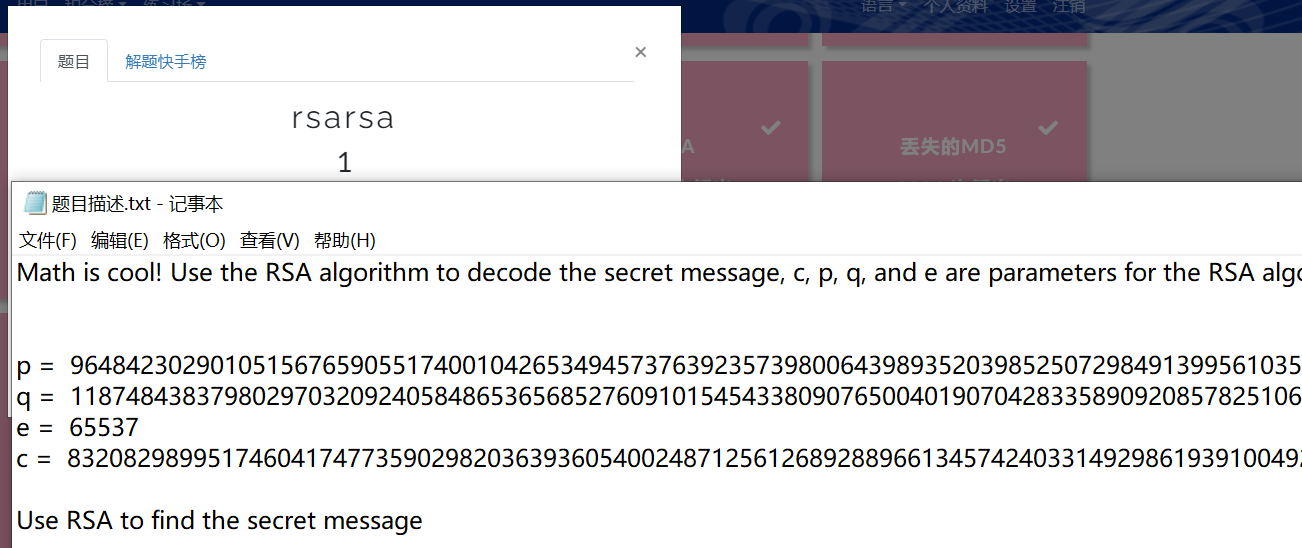 语言 个人资料 设置 注销
题目 解题快手榜 ×
rsarsa
1
A
丢失的MD5
题目描述.txt - 记事本
文件(F) 编辑(E) 格式(O) 查看(V) 帮助(H)
Math is cool! Use the RSA algorithm to decode the secret message, c, p, q, and e are parameters for the RSA algo
p = 9648423029010515676590551740010426534945737639235739800643989352039852507298491399561035
q = 1187484383798029703209240584865365685276091015454338090765004019070428335890920857825106
e = 65537
c = 83208298995174604174773590298203639360540024871256126892889661345742403314929861939100492
Use RSA to find the secret message